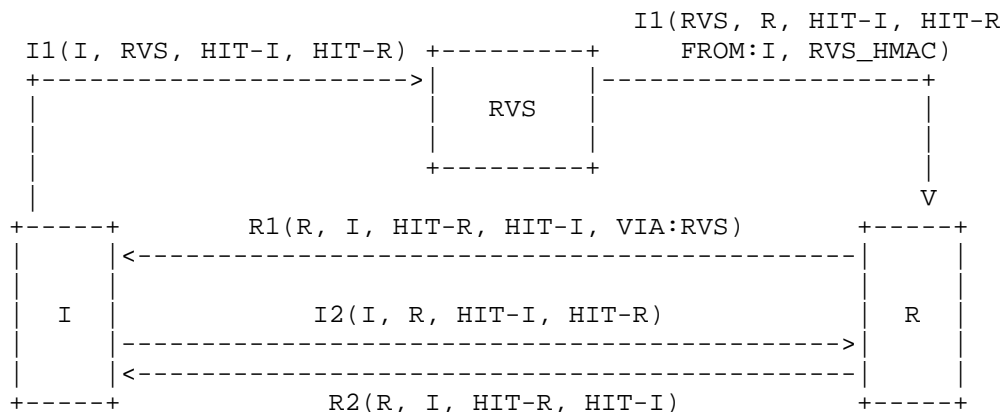 I1(RVS, R, HIT-I, HIT-R
I1(I, RVS, HIT-I, HIT-R)
FROM:I, RVS_HMAC)
RVS
R1(R, I, HIT-R, HIT-I, VIA:RVS)
I
I2(I, R, HIT-I, HIT-R)
R
R2(R, I, HIT-R, HIT-I)